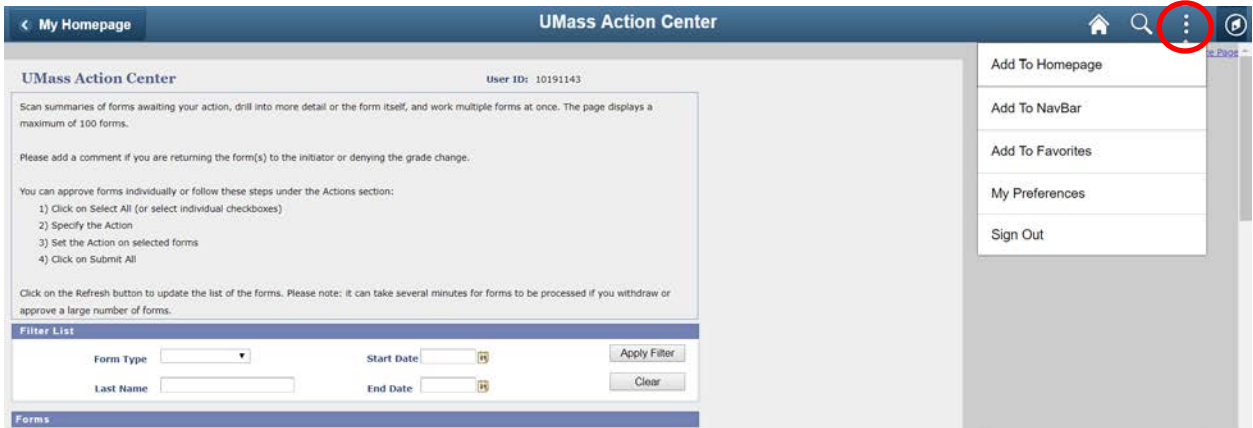 My Homepage
UMass Action Center
UMass Action Center
User ID: 10191143
Scan summaries of forms awaiting your action, drill into more detail or the form itself, and work multiple forms at once. The page displays a
maximum of 100 forms.
Please add a comment if you are returning the form(s) to the initiator or denying the grade change.
You can approve forms individually or follow these steps under the Actions section:
1) Click on Select All (or select individual checkboxes)
2) Specify the Action
3) Set the Action on selected forms
4) Click on Submit All
Click on the Refresh button to update the list of the forms. Please note: it can take several minutes for forms to be processed if you withdraw or
approve a large number of forms.
Filter List
Form Type
Start Date
Apply Filter
Last Name
End Date
Clear
Forms
Page
Add To Homepage
Add To NavBar
Add To Favorites
My Preferences
Sign Out